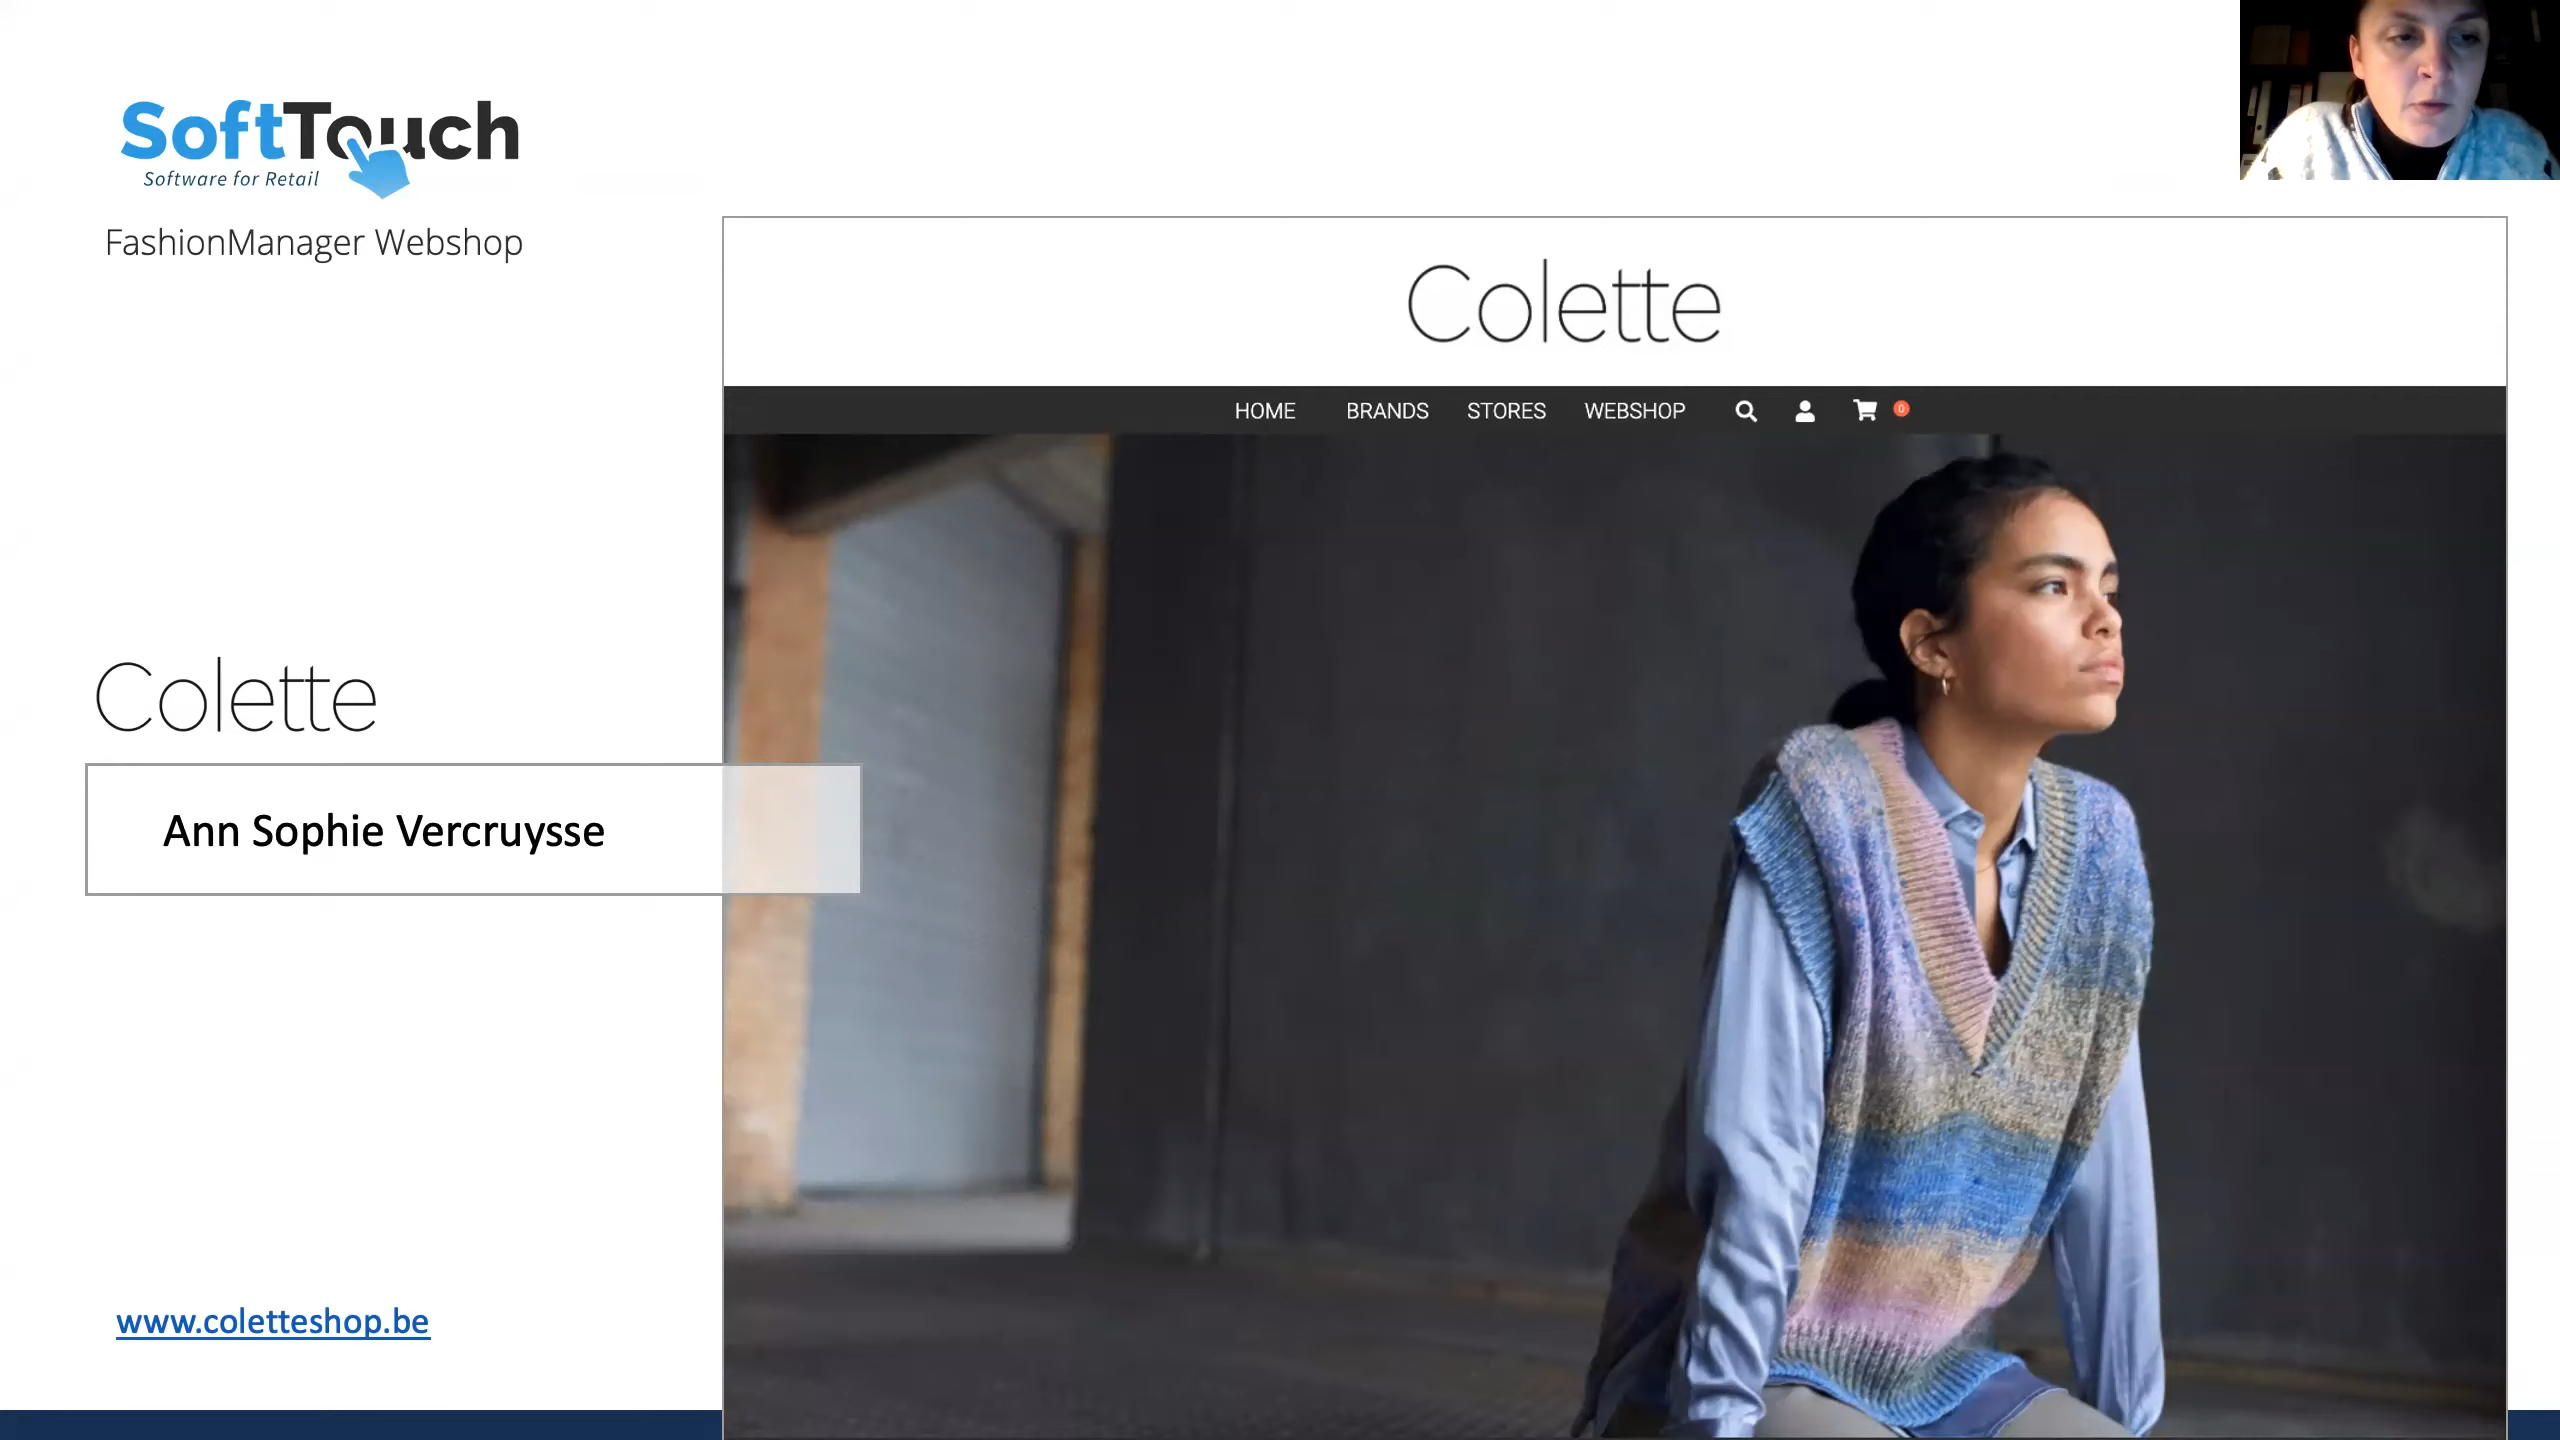 SoftTouch
Software for Retail
FashionManager Webshop
Colette
HOME BRANDS STORES WEBSHOP 0
Colette
Ann Sophie Vercruysse
www.coletteshop.be